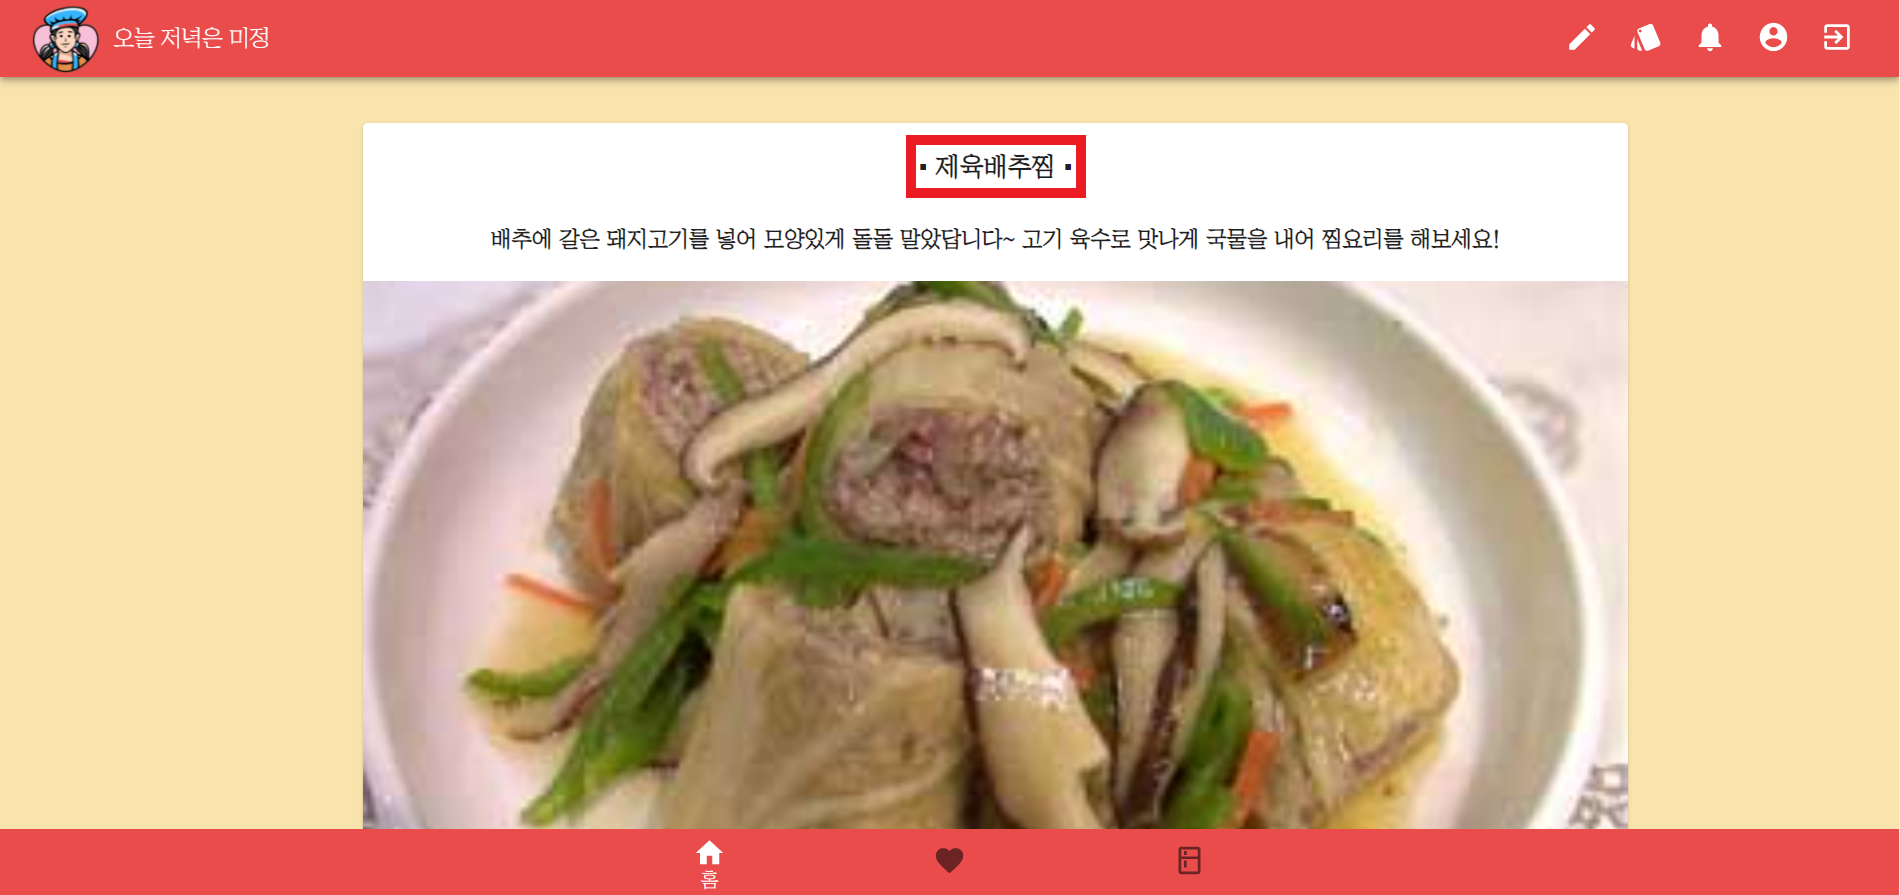 오늘 저녁은 미정
▪ 제육배추찜 ▪
배추에 갈은 돼지고기를 넣어 모양있게 돌돌 말았답니다~ 고기 육수로 맛나게 국물을 내어 찜요리를 해보세요!
홈